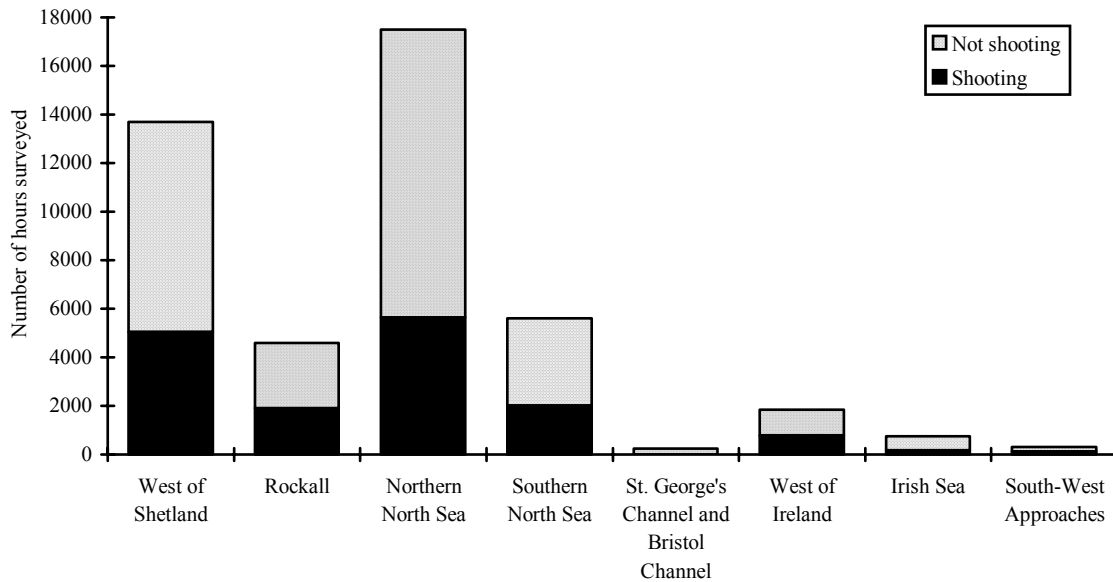 18000
16000
14000
12000
10000
8000
6000
4000
2000
0
Number of hours surveyed
Not shooting
Shooting
West of
Shetland
Rockall
Northern
North Sea
Southern
North Sea
St. George's
Channel and
Bristol
Channel
West of
Ireland
Irish Sea
South-West
Approaches